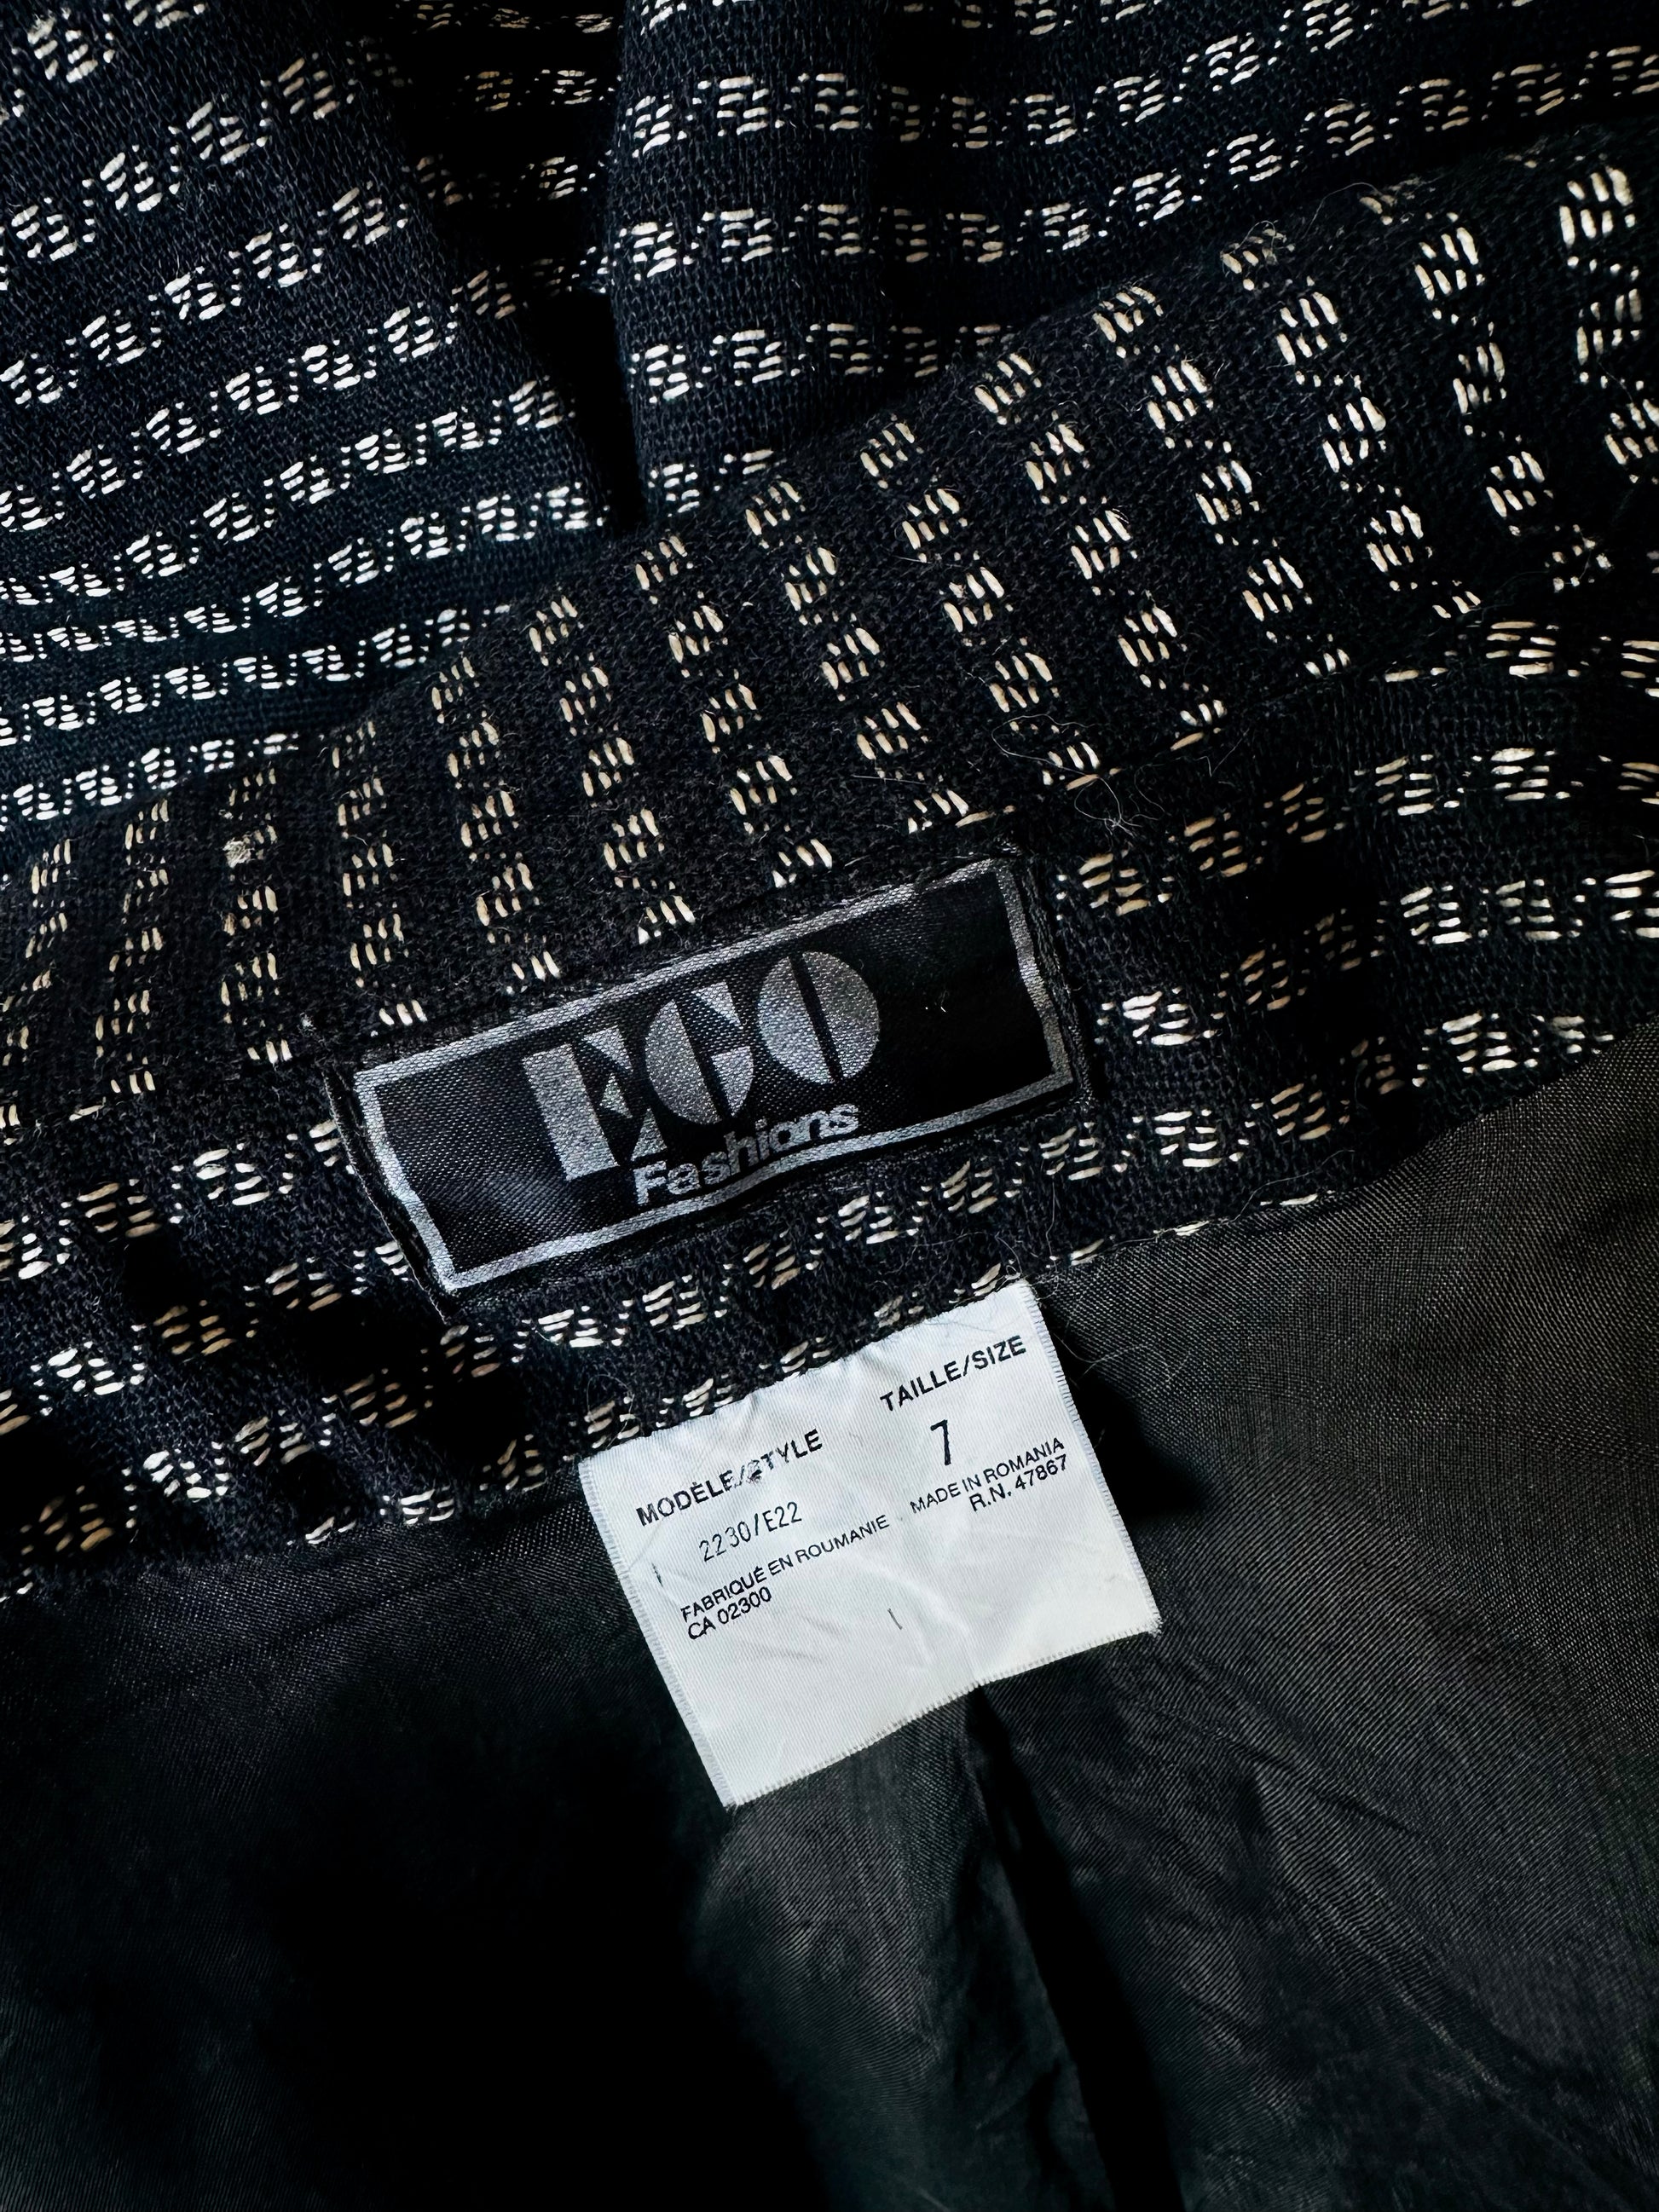 EGO
Fashions
MODÈLE/STYLE TAILLE/SIZE
2230/E22 7
FABRIQUÉ EN ROUMANIE MADE IN ROMANIA
CA 02300 R.N. 47867